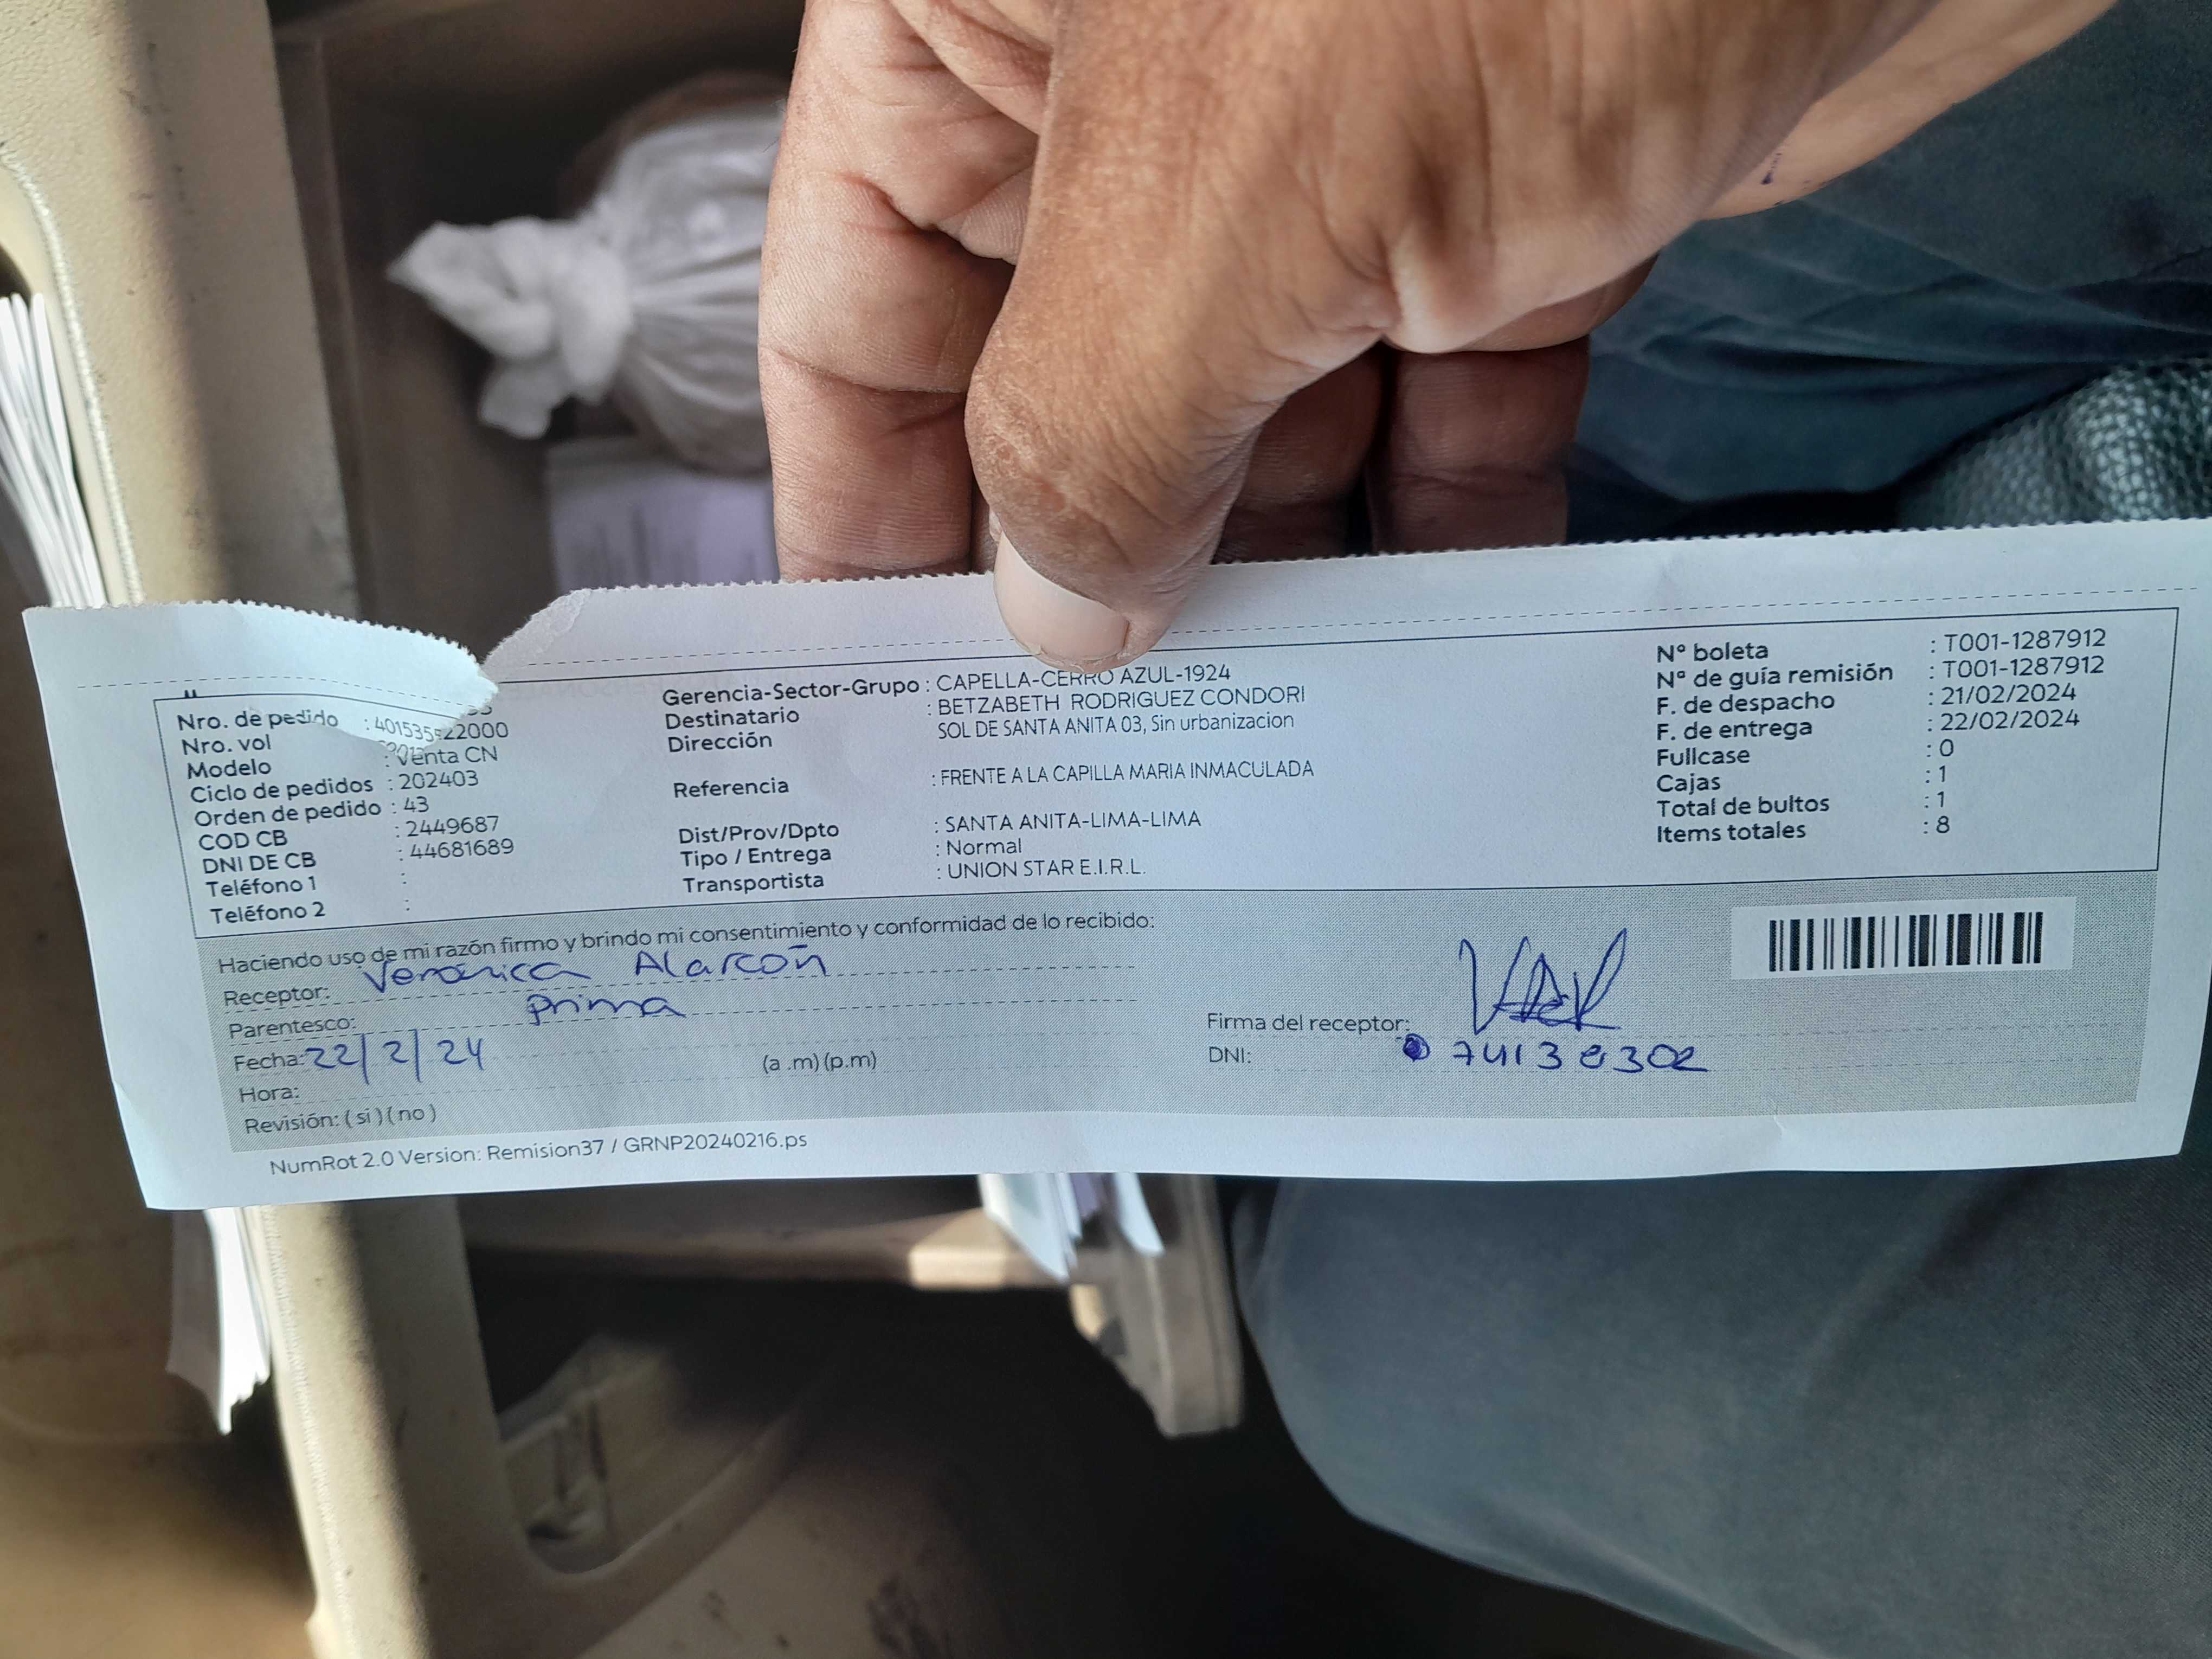 Nro. de pedido
Nro. vol
Modelo : Venta CN
Ciclo de pedidos : 202403
Orden de pedido : 43
COD CB : 2449687
DNI DE CB : 44681689
Teléfono 1 :
Teléfono 2 :
Gerencia-Sector-Grupo : CAPELLA-CERRO AZUL-1924
Destinatario : BETZABETH RODRIGUEZ CONDORI
Dirección SOL DE SANTA ANITA 03, Sin urbanizacion
Referencia : FRENTE A LA CAPILLA MARIA INMACULADA
Dist/Prov/Dpto : SANTA ANITA-LIMA-LIMA
Tipo / Entrega : Normal
Transportista : UNION STAR E.I.R.L.
Nº boleta : T001-1287912
Nº de guía remisión : T001-1287912
F. de despacho : 21/02/2024
F. de entrega : 22/02/2024
Fullcase : 0
Cajas : 1
Total de bultos : 1
Items totales : 8
Haciendo uso de mi razón firmo y brindo mi consentimiento y conformidad de lo recibido:
Receptor: Verónica Alarcón
Parentesco: prima
Fecha: 22/2/24
Hora: (a .m) (p.m)
Revisión: ( si ) ( no )
Firma del receptor:
DNI: 74138302
NumRot 2.0 Version: Remision37 / GRNP20240216.ps